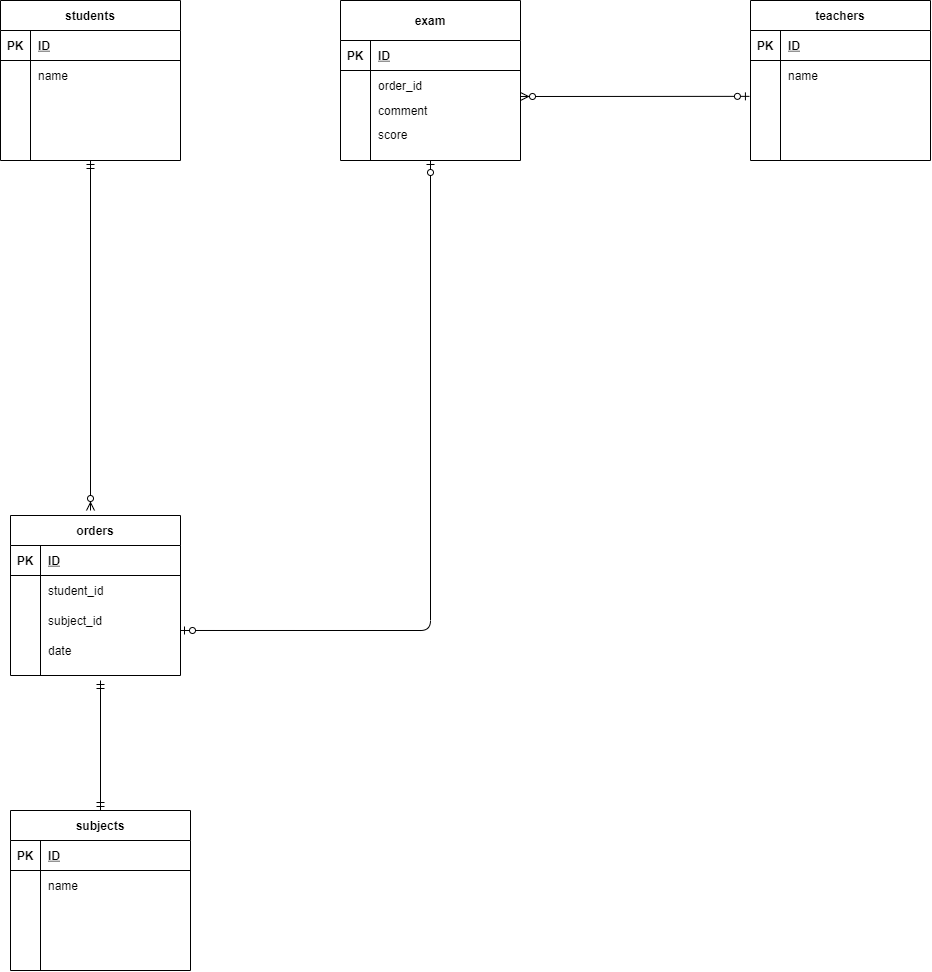 students
PK ID
name
exam
PK ID
order_id
comment
score
teachers
PK ID
name
orders
PK ID
student_id
subject_id
date
subjects
PK ID
name